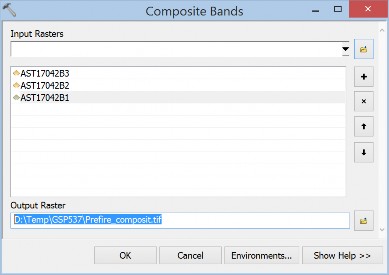 Composite Bands
Input Rasters
AST17042B3
AST17042B2
AST17042B1
Output Raster
D:\Temp\GSP537\Prefire_composit.tif
OK
Cancel
Environments...
Show Help >>